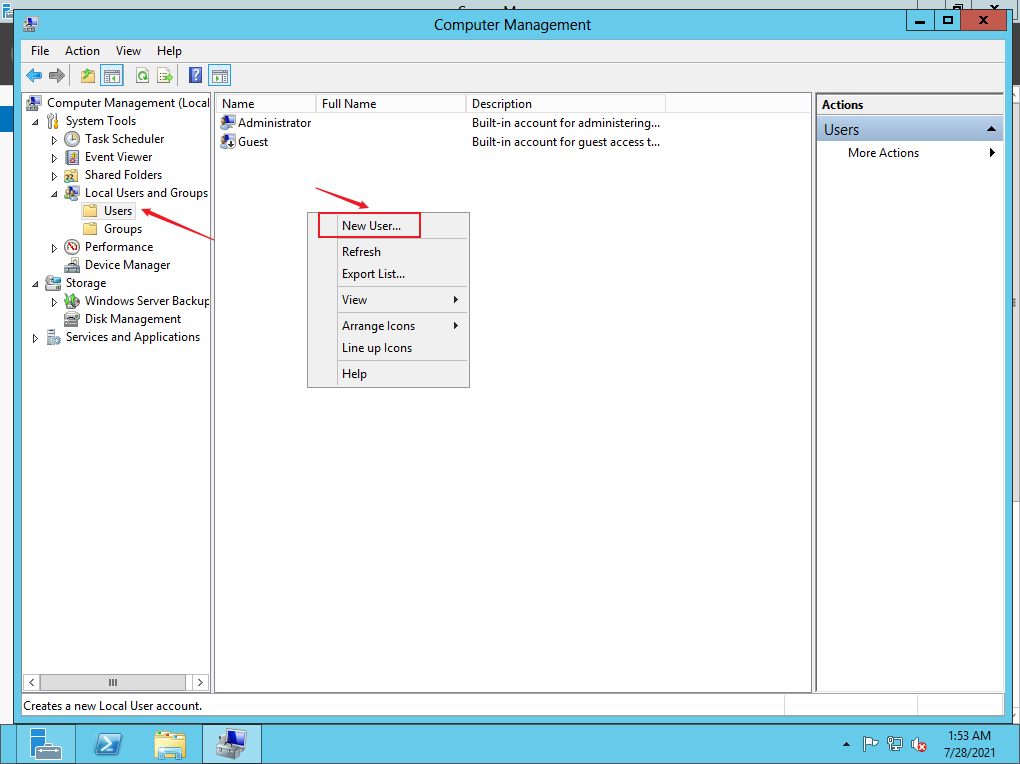 Computer Management
File Action View Help
Computer Management (Local
System Tools
Task Scheduler
Event Viewer
Shared Folders
Local Users and Groups
Users
Groups
Performance
Device Manager
Storage
Windows Server Backup
Disk Management
Services and Applications
Name Full Name Description
Administrator Built-in account for administering...
Guest Built-in account for guest access t...
New User...
Refresh
Export List...
View
Arrange Icons
Line up Icons
Help
Actions
Users
More Actions
Creates a new Local User account.
1:53 AM
7/28/2021